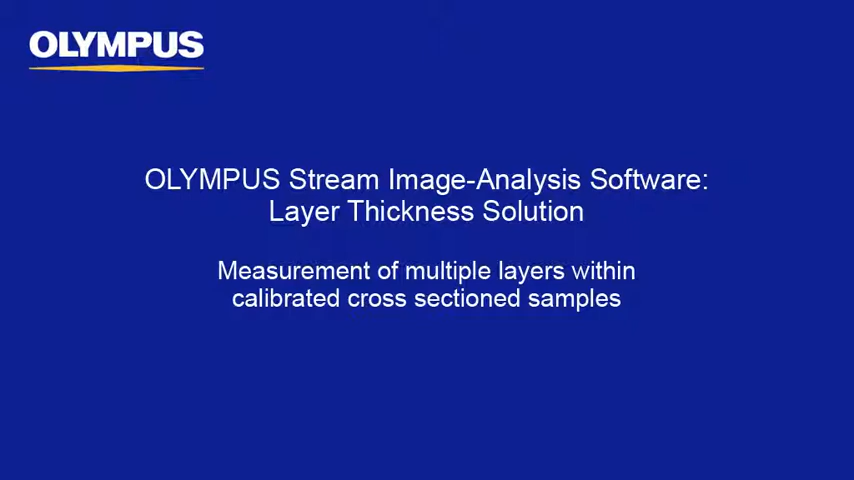 OLYMPUS
OLYMPUS Stream Image-Analysis Software:
Layer Thickness Solution
Measurement of multiple layers within
calibrated cross sectioned samples